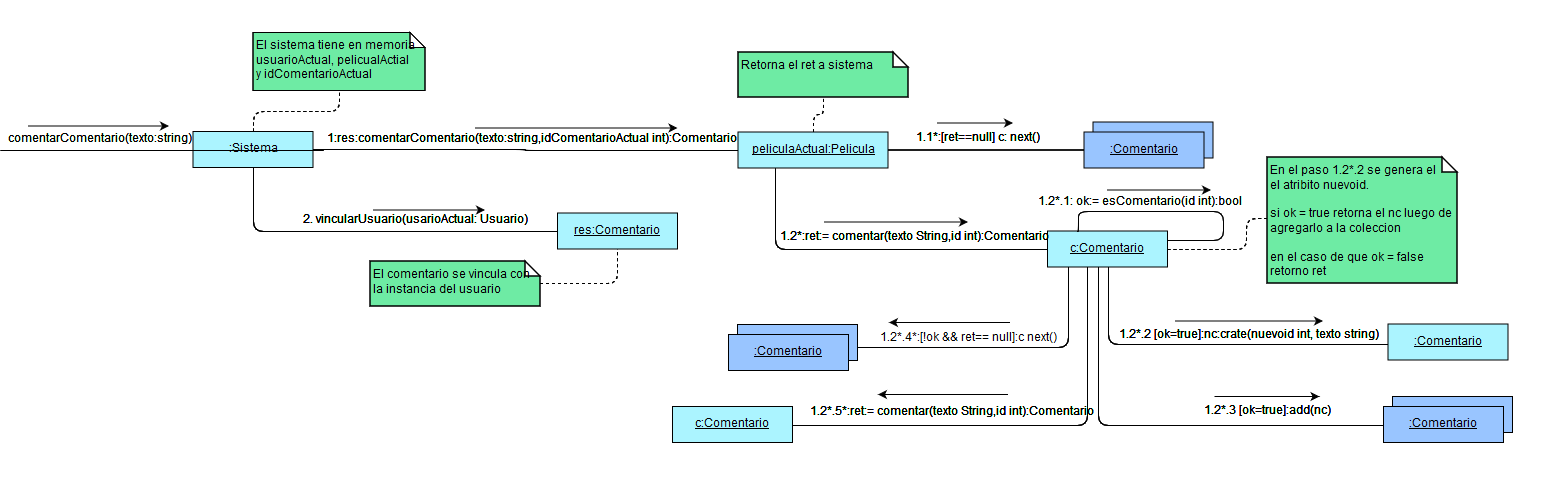 El sistema tiene en memoria
usuarioActual, pelicualActial
y idComentarioActual
Retorna el ret a sistema
comentarComentario(texto:string)
:Sistema
1:res:comentarComentario(texto:string,idComentarioActual int):Comentario
peliculaActual:Pelicula
1.1*:[ret==null] c: next()
:Comentario
En el paso 1.2*.2 se genera el
el atribito nuevoid.
si ok = true retorna el nc luego de
agregarlo a la coleccion
en el caso de que ok = false
retorno ret
2. vincularUsuario(usarioActual: Usuario)
res:Comentario
El comentario se vincula con
la instancia del usuario
1.2*.1: ok:= esComentario(id int):bool
1.2*:ret:= comentar(texto String,id int):Comentario
c:Comentario
1.2*.4*:[!ok && ret== null]:c next()
:Comentario
1.2*.2 [ok=true]:nc:crate(nuevoid int, texto string)
:Comentario
1.2*.5*:ret:= comentar(texto String,id int):Comentario
c:Comentario
1.2*.3 [ok=true]:add(nc)
:Comentario